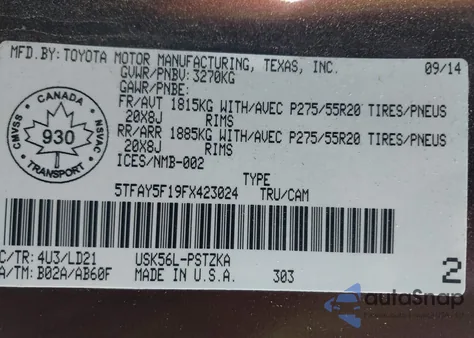 MFD.BY: TOYOTA MOTOR MANUFACTURING, TEXAS, INC. 09/14
GVWR/PNBV: 3270KG
GAWR/PNBE:
FR/AVT 1815KG WITH/AVEC P275/55R20 TIRES/PNEUS
20X8J RIMS
RR/ARR 1885KG WITH/AVEC P275/55R20 TIRES/PNEUS
20X8J RIMS
ICES/NMB-002
CANADA
CMVSS 930 NSVAC
TRANSPORT
TYPE
5TFAY5F19FX423024 TRU/CAM
C/TR: 4U3/LD21 USK56L-PSTZKA
A/TM: B02A/AB60F MADE IN U.S.A. 303
2
autoSnap